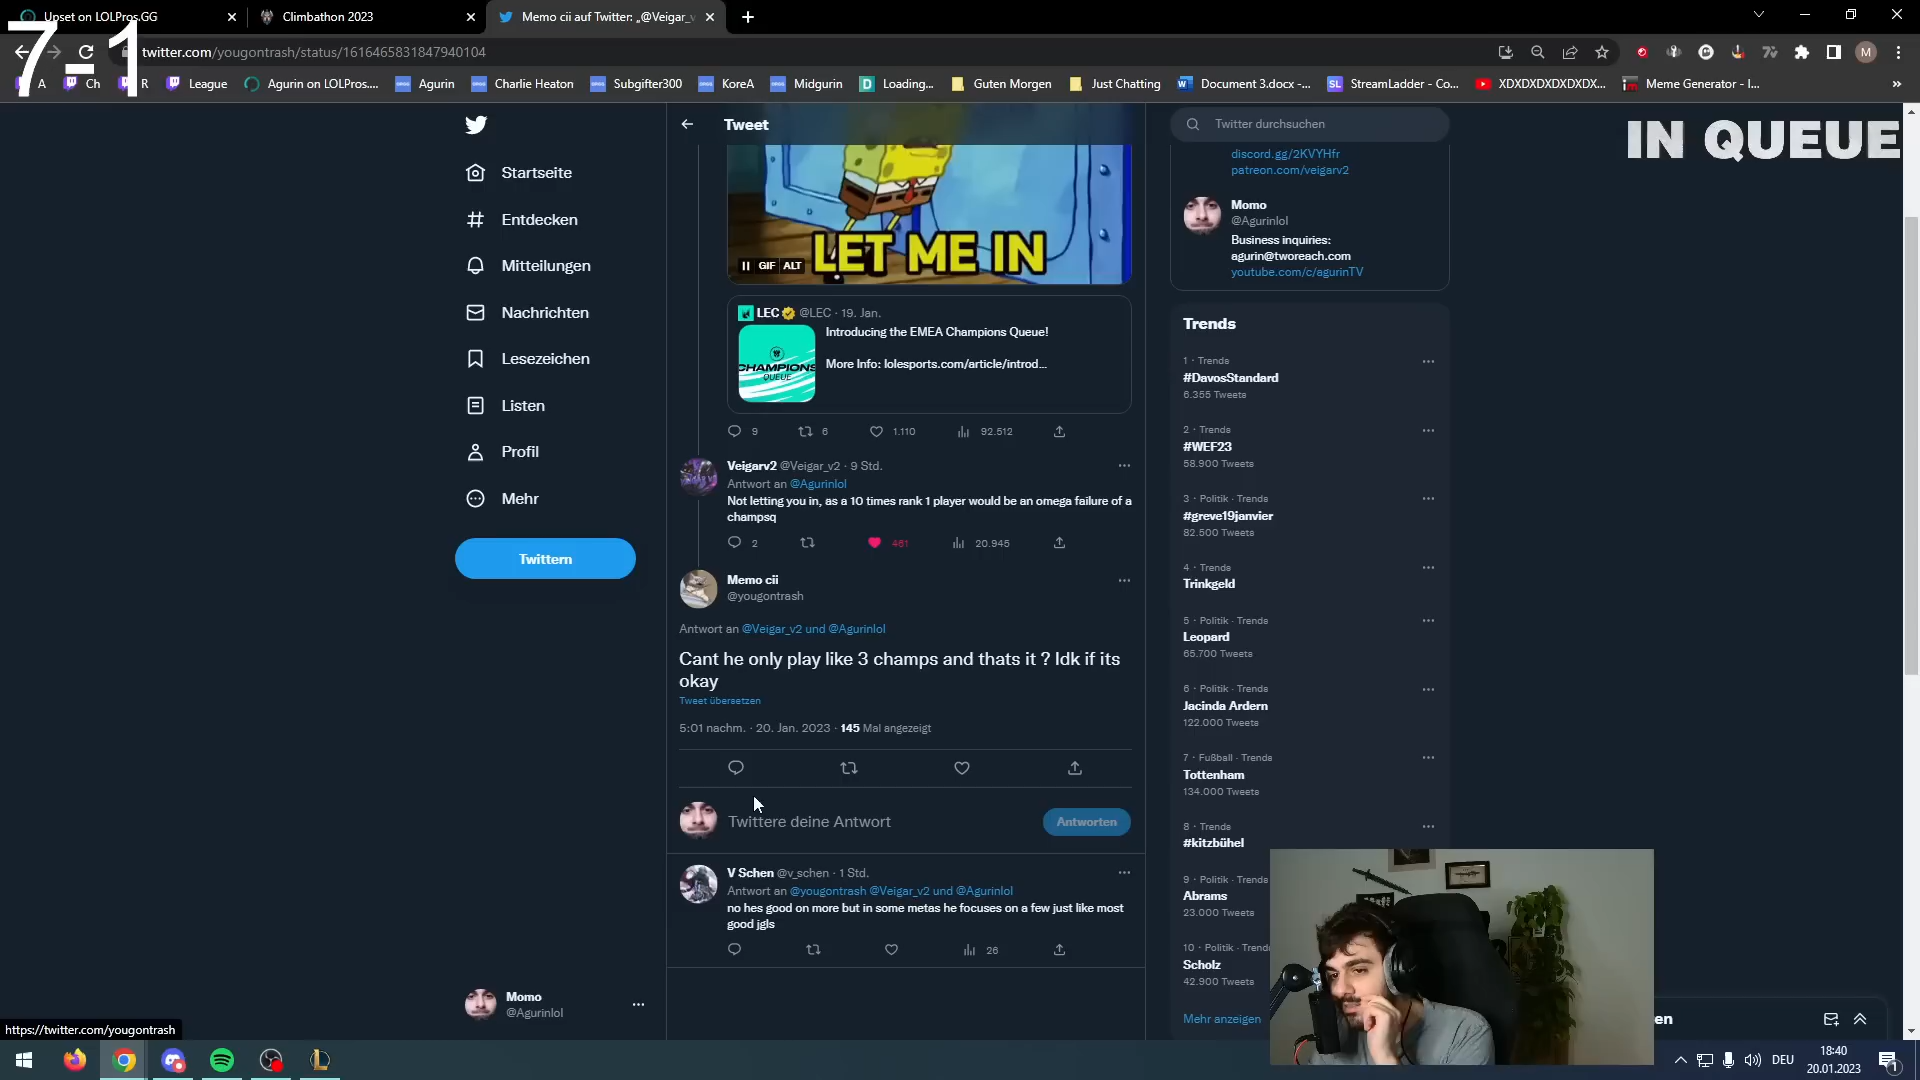 Upset on LOLPros.GG
Climbathon 2023
Memo cii auf Twitter: „@Veigar_v
7-1
twitter.com/yougontrash/status/1616465831847940104
A
Ch
R
League
Agurin on LOLPros....
Agurin
Charlie Heaton
Subgifter300
KoreA
Midgurin
Loading...
Guten Morgen
Just Chatting
Document 3.docx -...
StreamLadder - Co...
XDXDXDXDXDXDX...
Meme Generator - I...
IN QUEUE
Startseite
Entdecken
Mitteilungen
Nachrichten
Lesezeichen
Listen
Profil
Mehr
Twittern
Momo
@Agurinlol
https://twitter.com/yougontrash
Tweet
LET ME IN
GIF
ALT
LEC @LEC · 19. Jan.
Introducing the EMEA Champions Queue!
More Info: lolesports.com/article/introd...
CHAMPIONS
QUEUE
9 6 1.110 92.512
Veigarv2 @Veigar_v2 · 9 Std.
Antwort an @Agurinlol
Not letting you in, as a 10 times rank 1 player would be an omega failure of a
champsq
2 461 20.945
Memo cii
@yougontrash
Antwort an @Veigar_v2 und @Agurinlol
Cant he only play like 3 champs and thats it ? Idk if its
okay
Tweet übersetzen
5:01 nachm. · 20. Jan. 2023 · 145 Mal angezeigt
Twittere deine Antwort
Antworten
V Schen @v_schen · 1 Std.
Antwort an @yougontrash @Veigar_v2 und @Agurinlol
no hes good on more but in some metas he focuses on a few just like most
good jgls
26
Twitter durchsuchen
discord.gg/2KVYHfr
patreon.com/veigarv2
Momo
@Agurinlol
Business inquiries:
agurin@tworeach.com
youtube.com/c/agurinTV
Trends
1 · Trends
#DavosStandard
6.355 Tweets
2 · Trends
#WEF23
58.900 Tweets
3 · Politik · Trends
#greve19janvier
82.500 Tweets
4 · Trends
Trinkgeld
5 · Politik · Trends
Leopard
65.700 Tweets
6 · Politik · Trends
Jacinda Ardern
122.000 Tweets
7 · Fußball · Trends
Tottenham
134.000 Tweets
8 · Trends
#kitzbühel
9 · Politik · Trends
Abrams
23.000 Tweets
10 · Politik · Trends
Scholz
42.900 Tweets
Mehr anzeigen
en
DEU
18:40
20.01.2023